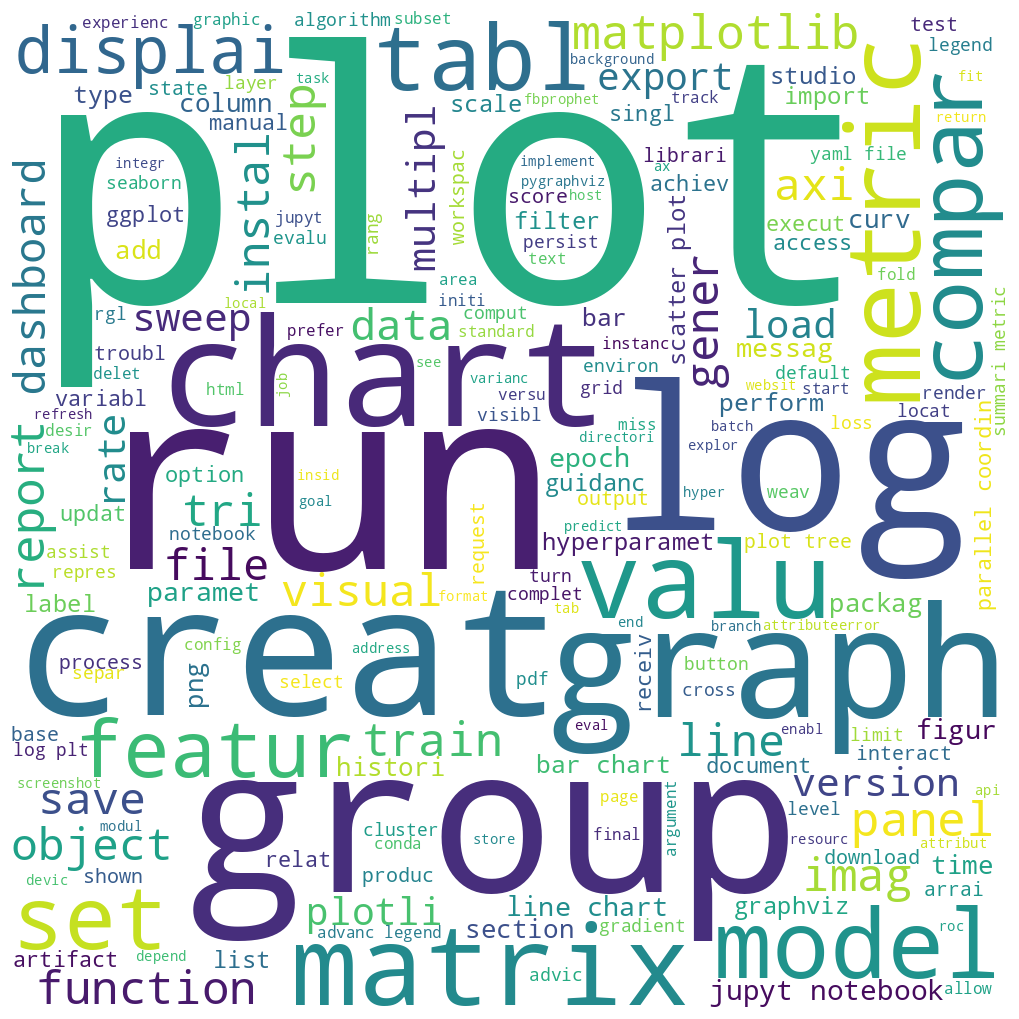 experienc
graphic
algorithm
subset
displai
tabl
matplotlib
test
legend
background
type
state
layer
task
export
studio
fit
column
manual
scale
fbprophet
track
import
return
singl
step
multipl
metric
compar
plot
integr
implement
librari
yaml file
seaborn
pygraphviz
ax
achiev
axi
dashboard
instal
ggplot
jupyt
score
host
workspac
filter
execut
curv
add
evalu
rang
persist
access
text
scatter plot
fold
rgl
local
area
initi
sweep
prefer
data
comput
standard
bar
gener
load
summari metric
troubl
chart
instanc
messag
delet
see
environ
default
variabl
html
job
varianc
versu
grid
websit
start
render
refresh
visibl
perform
locat
desir
break
rate
run
miss
batch
loss
log
report
directori
explor
option
insid
epoch
guidanc
tri
goal
output
hyper
weav
updat
notebook
request
predict
parallel coordin
hyperparamet
plot tree
assist
repres
file
turn
valu
label
paramet
visual
format
complet
tab
packag
creat
graph
end
branch
attributeerror
process
config
address
receiv
button
separ
png
select
pdf
cross
base
log plt
eval
enabl
limit
figur
featur
train
line
interact
histori
bar chart
document
screenshot
save
group
page
version
level
api
panel
modul
cluster
conda
store
final
argument
resourc
attribut
object
relat
download
time
devic
shown
produc
imag
arrai
set
plotli
line chart
graphviz
advanc legend
section
gradient
model
roc
artifact
depend
list
matrix
advic
function
jupyt notebook
allow